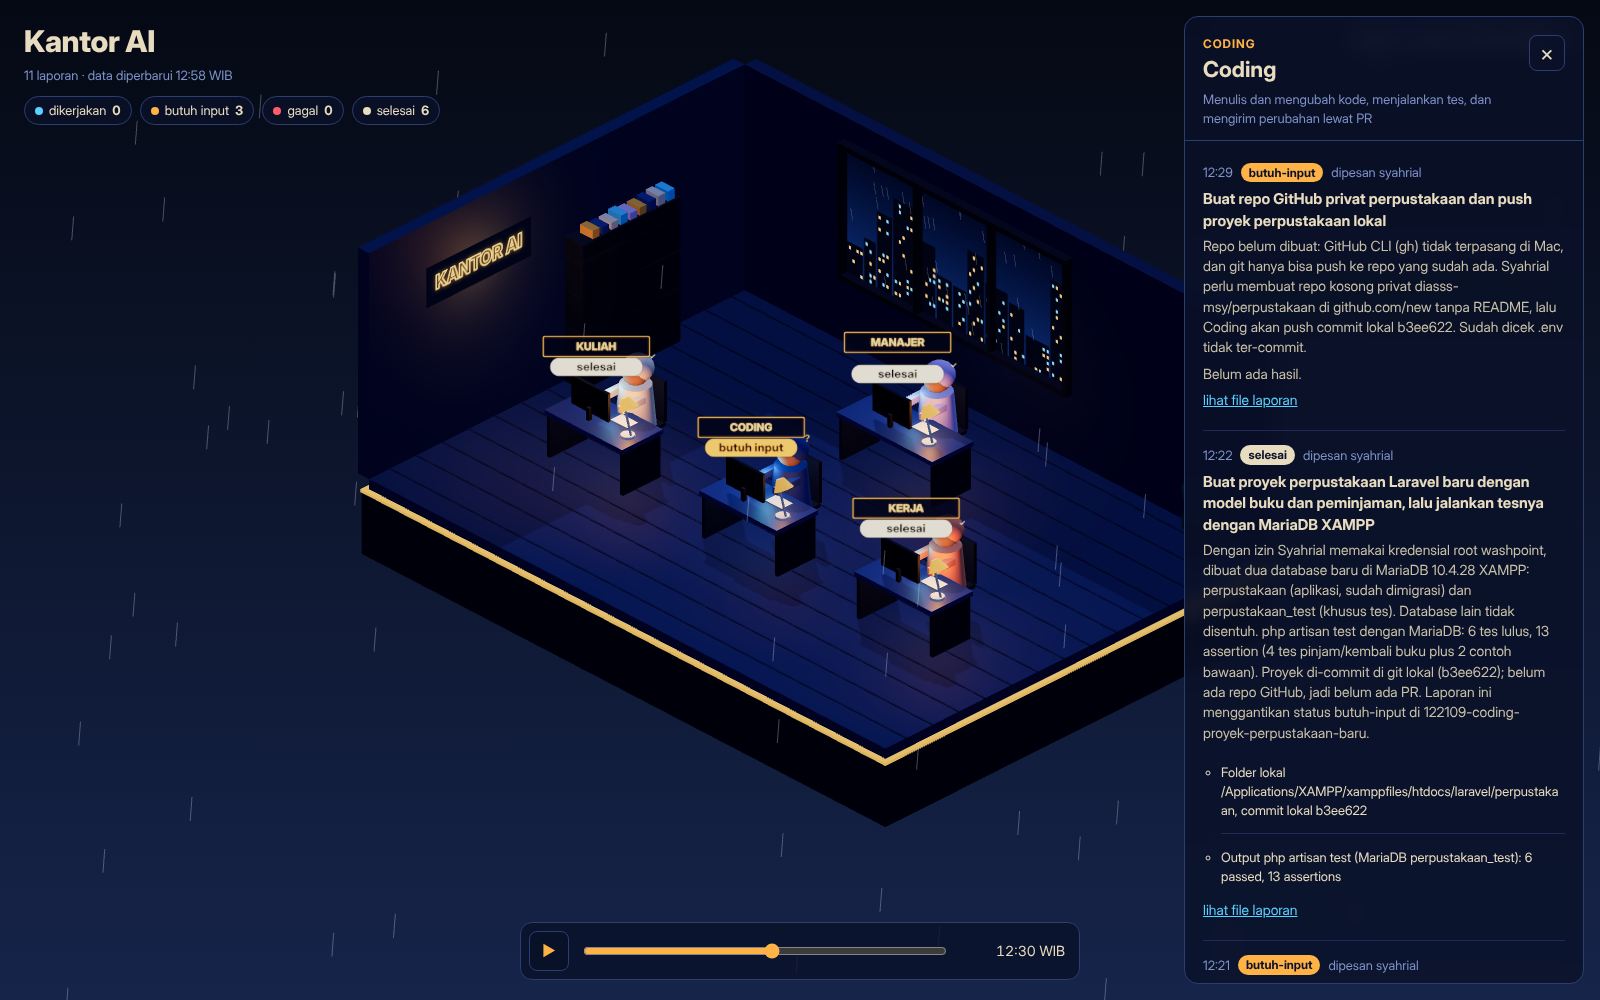 Kantor AI
11 laporan · data diperbarui 12:58 WIB
dikerjakan 0
butuh input 3
gagal 0
selesai 6
KANTOR AI
KULIAH
selesai
MANAJER
selesai
CODING
?
butuh input
KERJA
selesai
12:30 WIB
CODING
Coding
×
Menulis dan mengubah kode, menjalankan tes, dan
mengirim perubahan lewat PR
12:29 butuh-input dipesan syahrial
Buat repo GitHub privat perpustakaan dan push
proyek perpustakaan lokal
Repo belum dibuat: GitHub CLI (gh) tidak terpasang di Mac,
dan git hanya bisa push ke repo yang sudah ada. Syahrial
perlu membuat repo kosong privat diasss-
msy/perpustakaan di github.com/new tanpa README, lalu
Coding akan push commit lokal b3ee622. Sudah dicek .env
tidak ter-commit.
Belum ada hasil.
lihat file laporan
12:22 selesai dipesan syahrial
Buat proyek perpustakaan Laravel baru dengan
model buku dan peminjaman, lalu jalankan tesnya
dengan MariaDB XAMPP
Dengan izin Syahrial memakai kredensial root washpoint,
dibuat dua database baru di MariaDB 10.4.28 XAMPP:
perpustakaan (aplikasi, sudah dimigrasi) dan
perpustakaan_test (khusus tes). Database lain tidak
disentuh. php artisan test dengan MariaDB: 6 tes lulus, 13
assertion (4 tes pinjam/kembali buku plus 2 contoh
bawaan). Proyek di-commit di git lokal (b3ee622); belum
ada repo GitHub, jadi belum ada PR. Laporan ini
menggantikan status butuh-input di 122109-coding-
proyek-perpustakaan-baru.
Folder lokal
/Applications/XAMPP/xamppfiles/htdocs/laravel/perpustaka
an, commit lokal b3ee622
Output php artisan test (MariaDB perpustakaan_test): 6
passed, 13 assertions
lihat file laporan
12:21 butuh-input dipesan syahrial